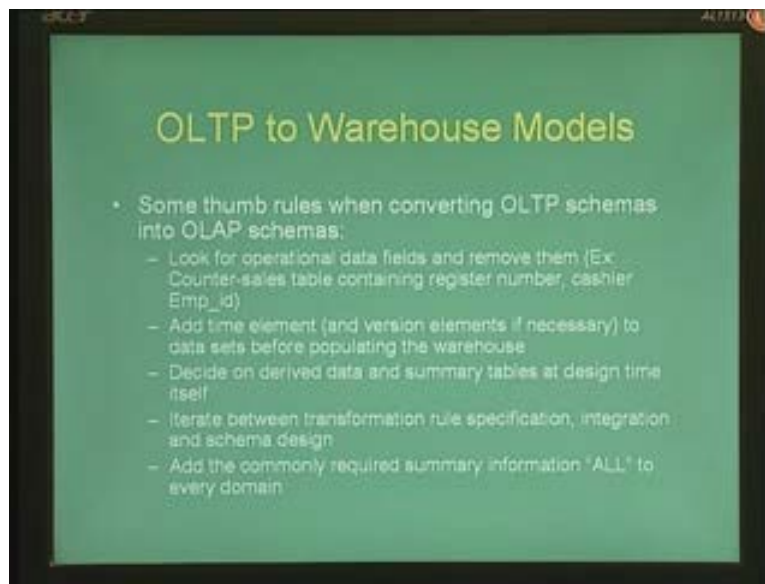 acer
OLTP to Warehouse Models
• Some thumb rules when converting OLTP schemas
into OLAP schemas:
– Look for operational data fields and remove them (Ex:
Counter-sales table containing register number, cashier
Emp_id)
– Add time element (and version elements if necessary) to
data sets before populating the warehouse
– Decide on derived data and summary tables at design time
itself
– Iterate between transformation rule specification, integration
and schema design
– Add the commonly required summary information "ALL" to
every domain